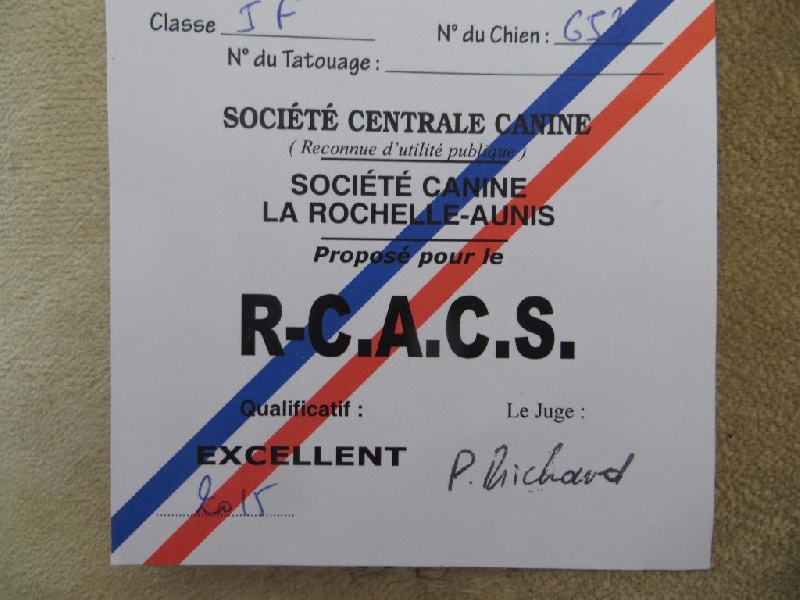 Classe J F N° du Chien : 653
N° du Tatouage :
SOCIÉTÉ CENTRALE CANINE
( Reconnue d'utilité publique )
SOCIÉTÉ CANINE
LA ROCHELLE-AUNIS
Proposé pour le
R-C.A.C.S.
Qualificatif : Le Juge :
EXCELLENT P. Richard
2015